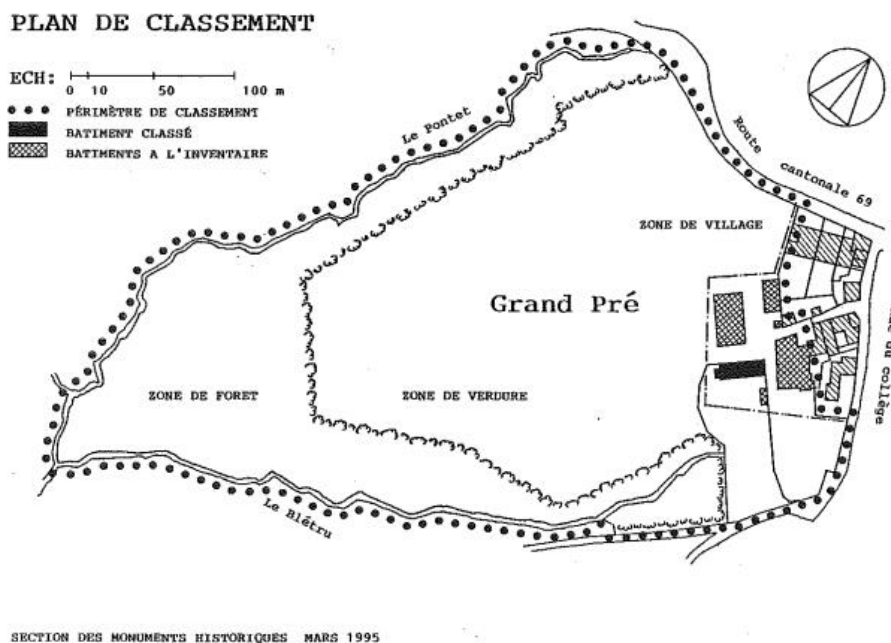 PLAN DE CLASSEMENT
ECH:
0 10 50 100 m
PÉRIMÈTRE DE CLASSEMENT
BATIMENT CLASSÉ
BATIMENTS A L'INVENTAIRE
Le Pontet
Route cantonale 69
ZONE DE VILLAGE
Grand Pré
du collège
ZONE DE FORET
ZONE DE VERDURE
Le Blétru
SECTION DES MONUMENTS HISTORIQUES MARS 1995